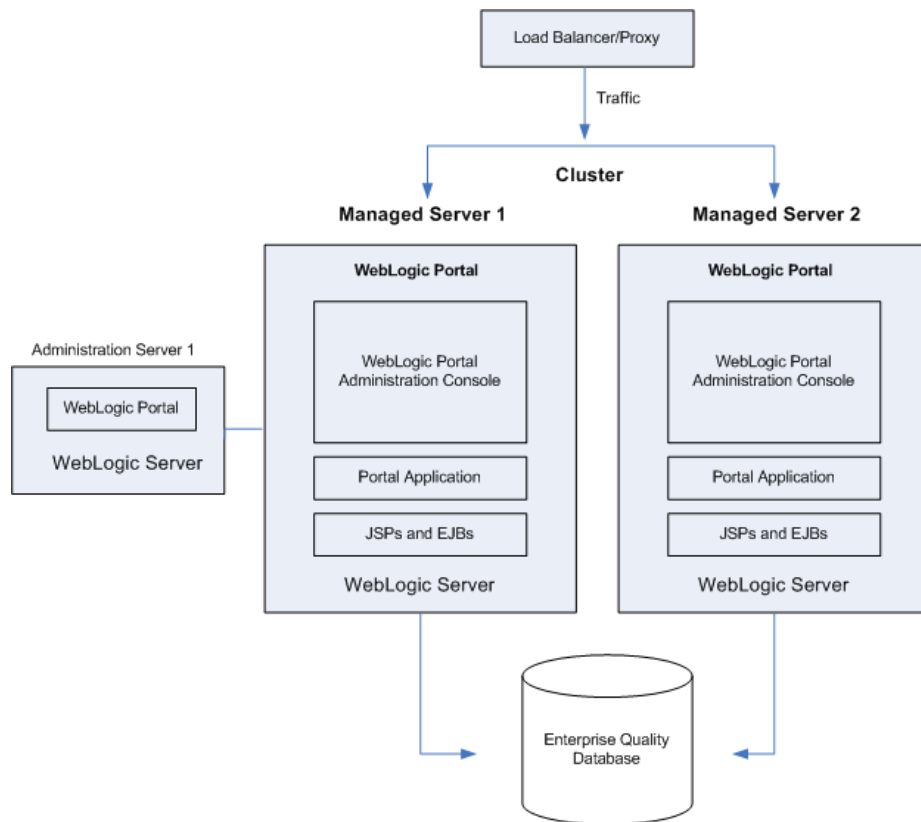 Load Balancer/Proxy
Traffic
Cluster
Managed Server 1
Managed Server 2
WebLogic Portal
WebLogic Portal
Administration Console
Portal Application
JSPs and EJBs
WebLogic Server
WebLogic Portal
WebLogic Portal
Administration Console
Portal Application
JSPs and EJBs
WebLogic Server
Administration Server 1
WebLogic Portal
WebLogic Server
Enterprise Quality
Database